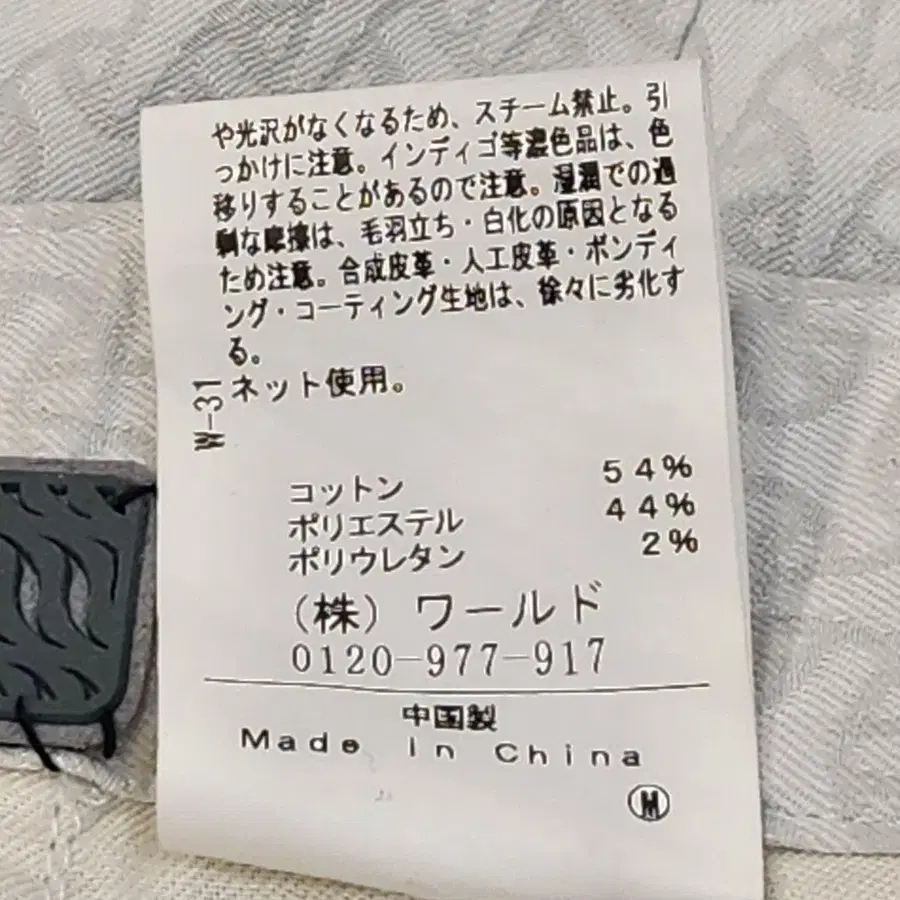 や光沢がなくなるため、スチーム禁止。引
っかけに注意。インディゴ等濃色品は、色
移りすることがあるので注意。湿潤での過
剰な摩擦は、毛羽立ち・白化の原因となる
ため注意。合成皮革・人工皮革・ボンディ
ング・コーティング生地は、徐々に劣化す
る。
ネット使用。
W-31
コットン 54%
ポリエステル 44%
ポリウレタン 2%
(株) ワールド
0120-977-917
中国製
Made in China
M